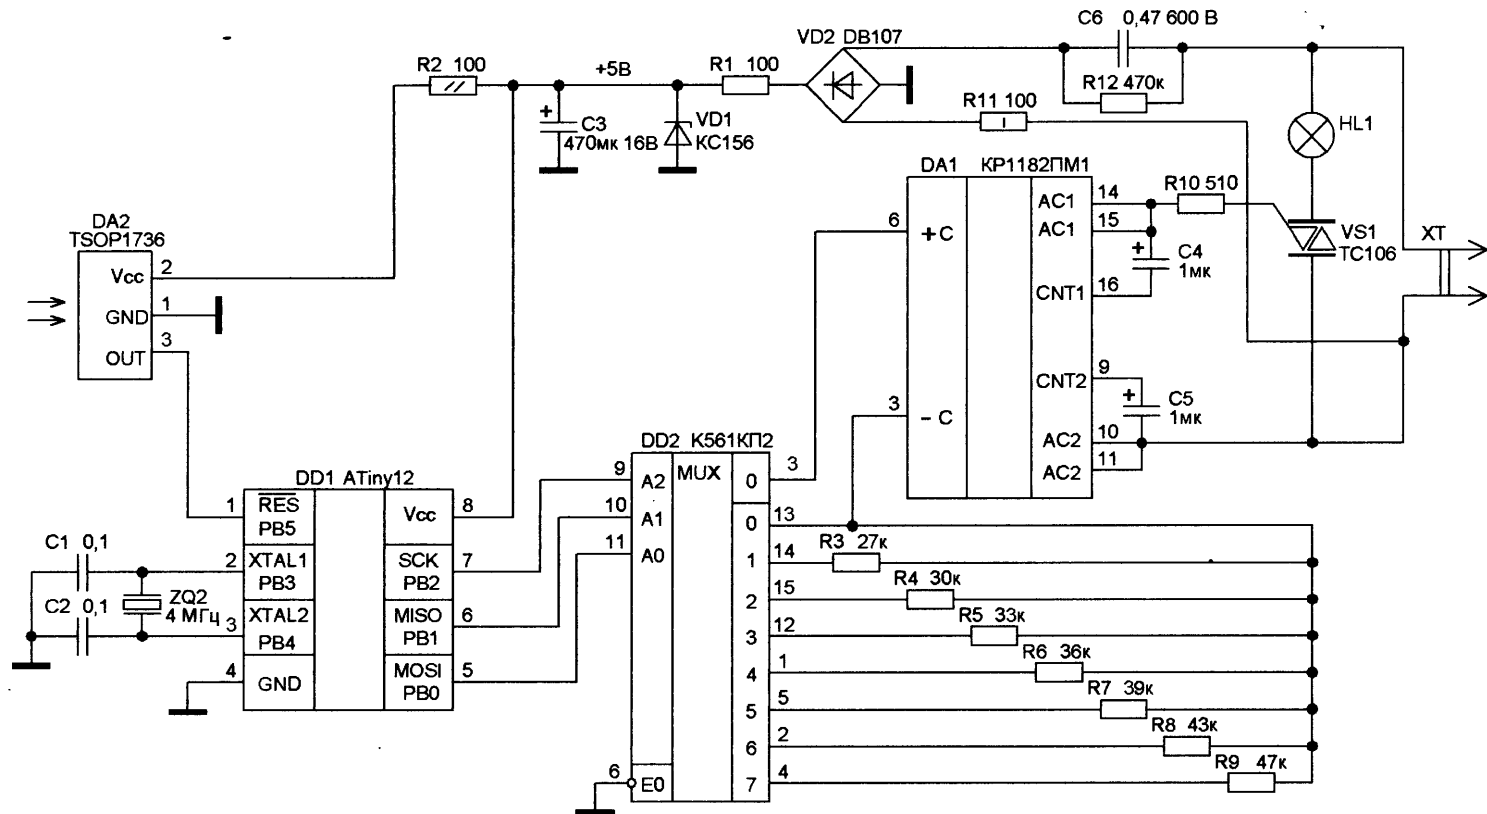 C6 0,47 600 В
VD2 DB107
R2 100
+5В
R1 100
R12 470к
R11 100
+
C3
470мк 16В
VD1
КС156
HL1
DA1 КР1182ПМ1
R10 510
DA2
TSOP1736
Vcc 2
GND 1
OUT 3
6 +C
3 -C
AC1 14
AC1 15
CNT1 16
CNT2 9
AC2 10
AC2 11
+
C4
1мк
+
C5
1мк
VS1
TC106
XT
DD1 ATiny12
1 RES
PB5
2 XTAL1
PB3
3 XTAL2
PB4
4 GND
Vcc 8
SCK 7
PB2
MISO 6
PB1
MOSI 5
PB0
C1 0,1
C2 0,1
ZQ2
4 МГц
DD2 К561КП2
MUX
9 A2
10 A1
11 A0
6 E0
0 3
0 13
1 14
2 15
3 12
4 1
5 5
6 2
7 4
R3 27к
R4 30к
R5 33к
R6 36к
R7 39к
R8 43к
R9 47к